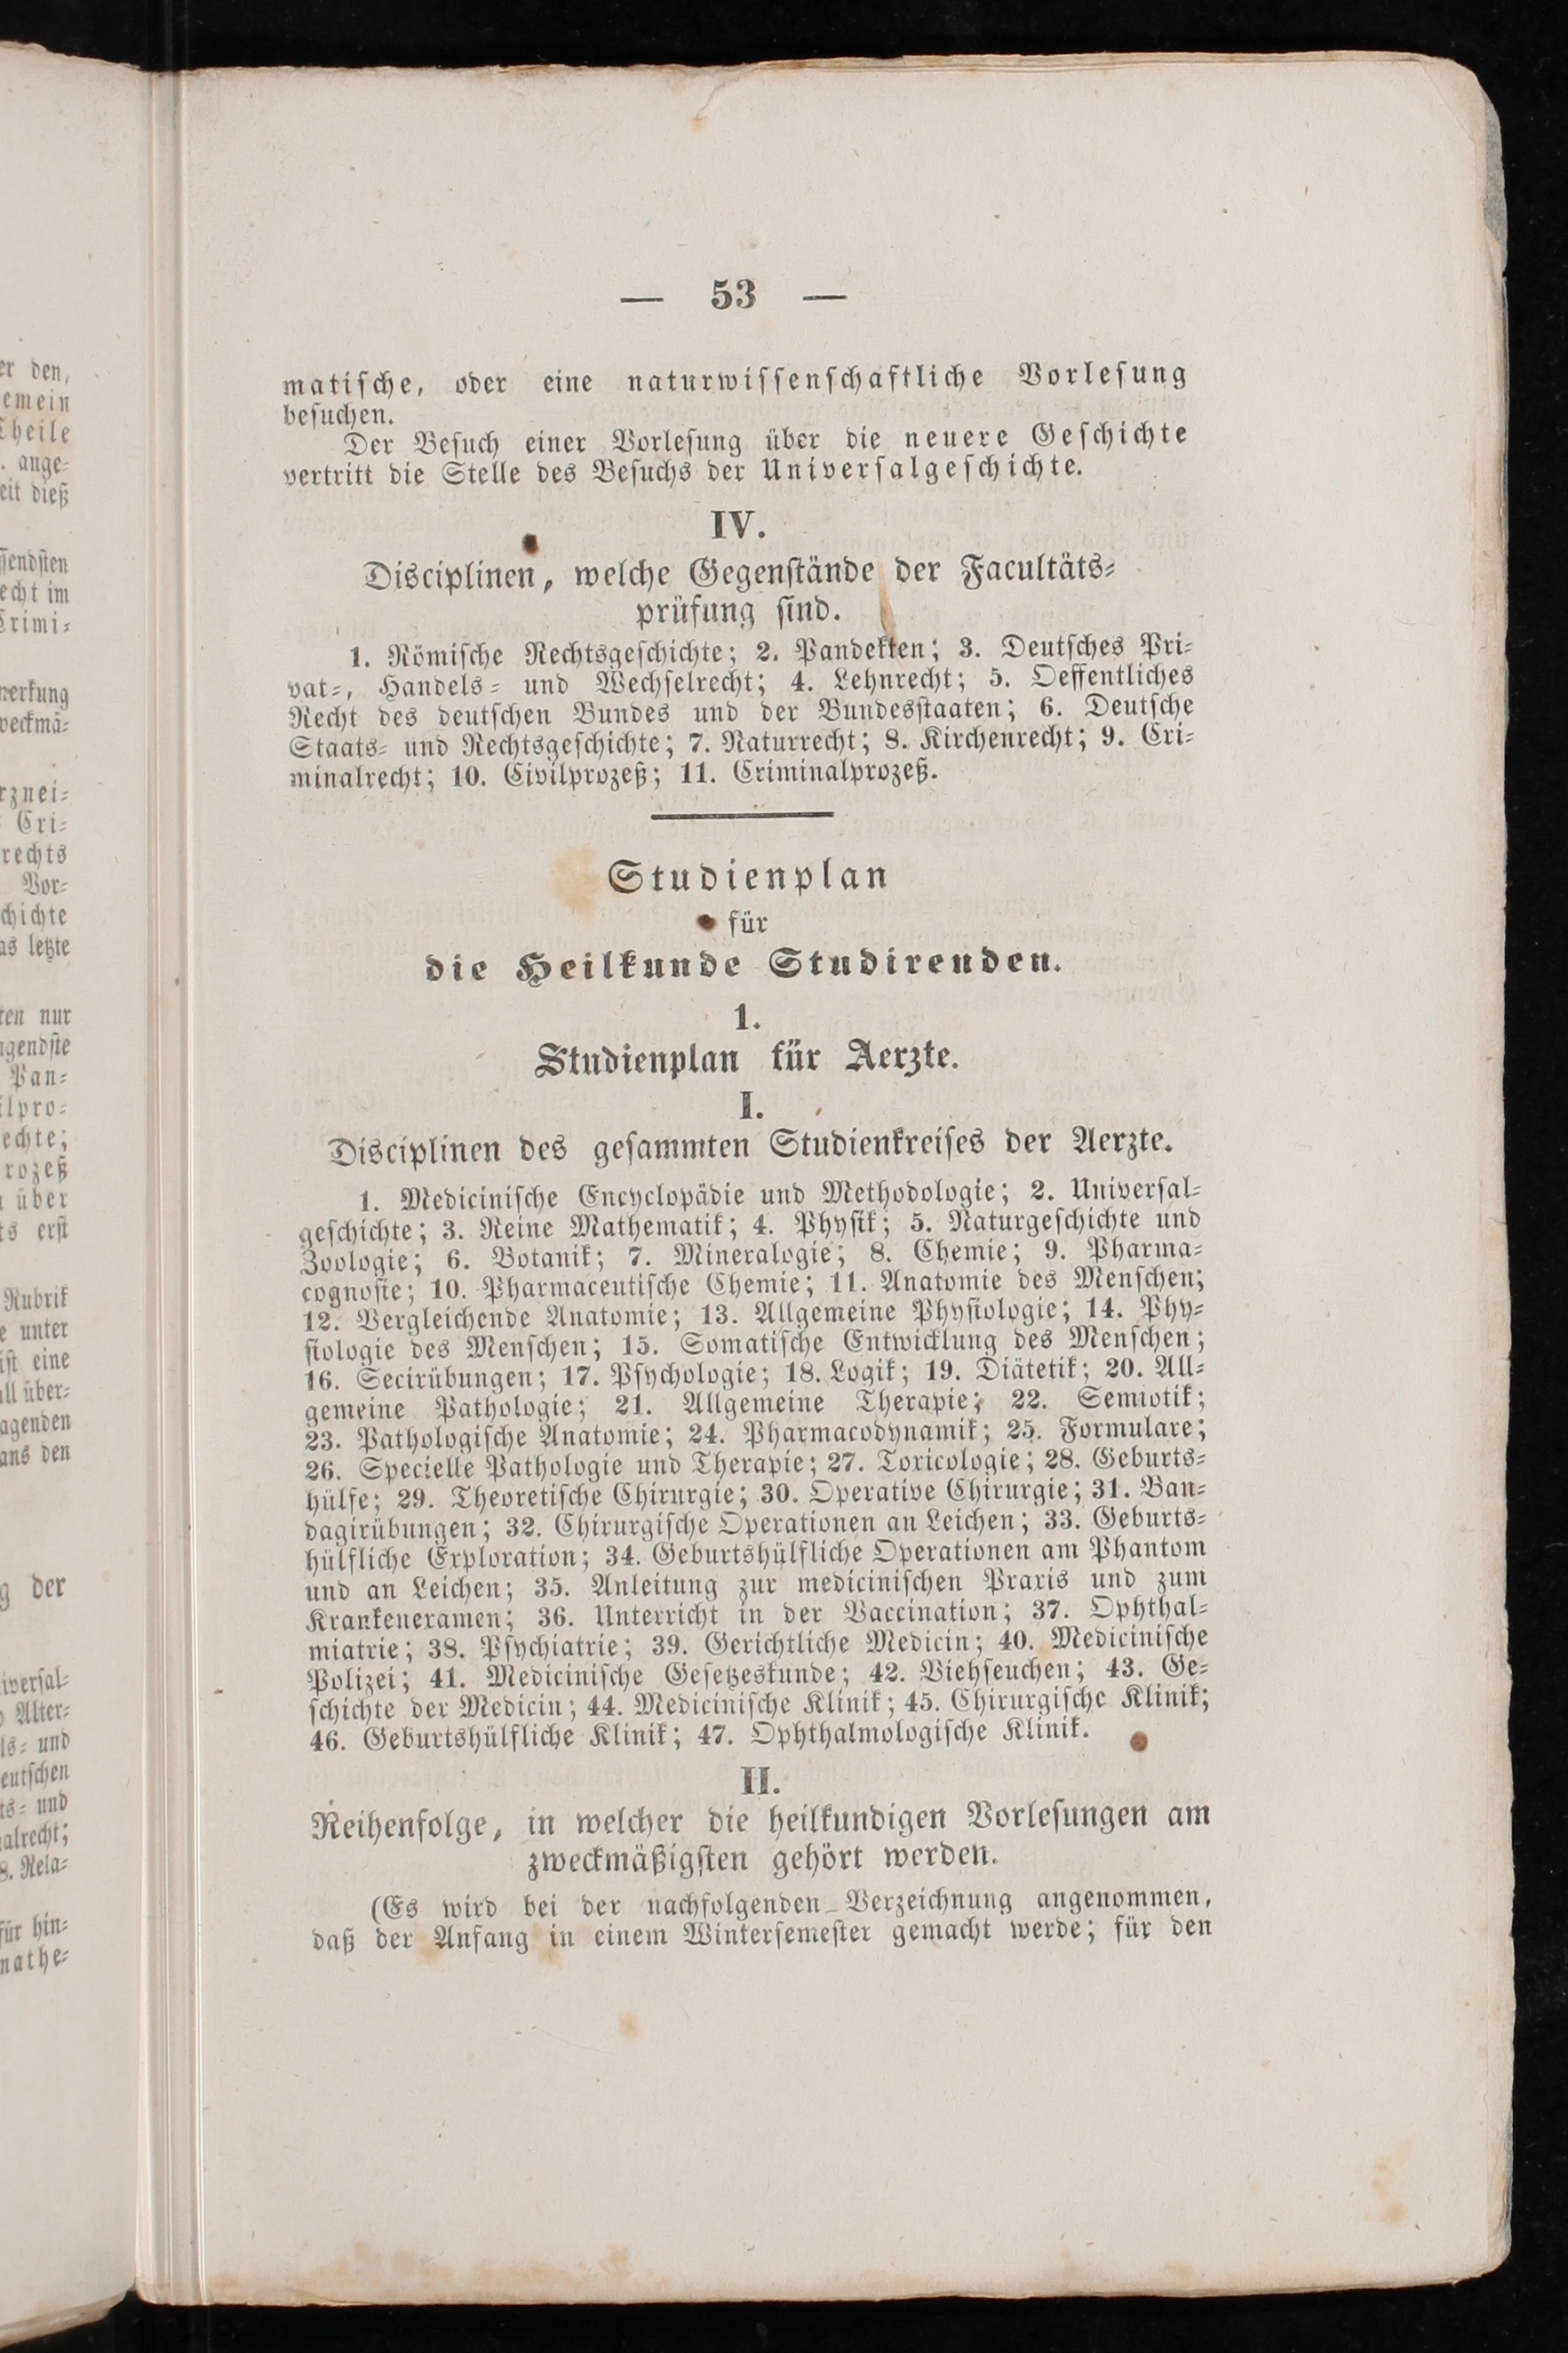 — 53 —
matische, oder eine naturwissenschaftliche Vorlesung
besuchen.
Der Besuch einer Vorlesung über die neuere Geschichte
vertritt die Stelle des Besuchs der Universalgeschichte.
IV.
Disciplinen, welche Gegenstände der Facultäts-
prüfung sind.
1. Römische Rechtsgeschichte; 2. Pandekten; 3. Deutsches Pri-
vat-, Handels- und Wechselrecht; 4. Lehnrecht; 5. Oeffentliches
Recht des deutschen Bundes und der Bundesstaaten; 6. Deutsche
Staats- und Rechtsgeschichte; 7. Naturrecht; 8. Kirchenrecht; 9. Cri-
minalrecht; 10. Civilprozeß; 11. Criminalprozeß.
Studienplan
für
die Heilkunde Studirenden.
1.
Studienplan für Aerzte.
I.
Disciplinen des gesammten Studienkreises der Aerzte.
1. Medicinische Encyclopädie und Methodologie; 2. Universal-
geschichte; 3. Reine Mathematik; 4. Physik; 5. Naturgeschichte und
Zoologie; 6. Botanik; 7. Mineralogie; 8. Chemie; 9. Pharma-
cognosie; 10. Pharmaceutische Chemie; 11. Anatomie des Menschen;
12. Vergleichende Anatomie; 13. Allgemeine Physiologie; 14. Phy-
siologie des Menschen; 15. Somatische Entwicklung des Menschen;
16. Secirübungen; 17. Psychologie; 18. Logik; 19. Diätetik; 20. All-
gemeine Pathologie; 21. Allgemeine Therapie; 22. Semiotik;
23. Pathologische Anatomie; 24. Pharmacodynamik; 25. Formulare;
26. Specielle Pathologie und Therapie; 27. Toxicologie; 28. Geburts-
hülfe; 29. Theoretische Chirurgie; 30. Operative Chirurgie; 31. Ban-
dagirübungen; 32. Chirurgische Operationen an Leichen; 33. Geburts-
hülfliche Exploration; 34. Geburtshülfliche Operationen am Phantom
und an Leichen; 35. Anleitung zur medicinischen Praxis und zum
Krankenexamen; 36. Unterricht in der Vaccination; 37. Ophthal-
miatrie; 38. Psychiatrie; 39. Gerichtliche Medicin; 40. Medicinische
Polizei; 41. Medicinische Gesetzeskunde; 42. Viehseuchen; 43. Ge-
schichte der Medicin; 44. Medicinische Klinik; 45. Chirurgische Klinik;
46. Geburtshülfliche Klinik; 47. Ophthalmologische Klinik.
II.
Reihenfolge, in welcher die heilkundigen Vorlesungen am
zweckmäßigsten gehört werden.
(Es wird bei der nachfolgenden Verzeichnung angenommen,
daß der Anfang in einem Wintersemester gemacht werde; für den